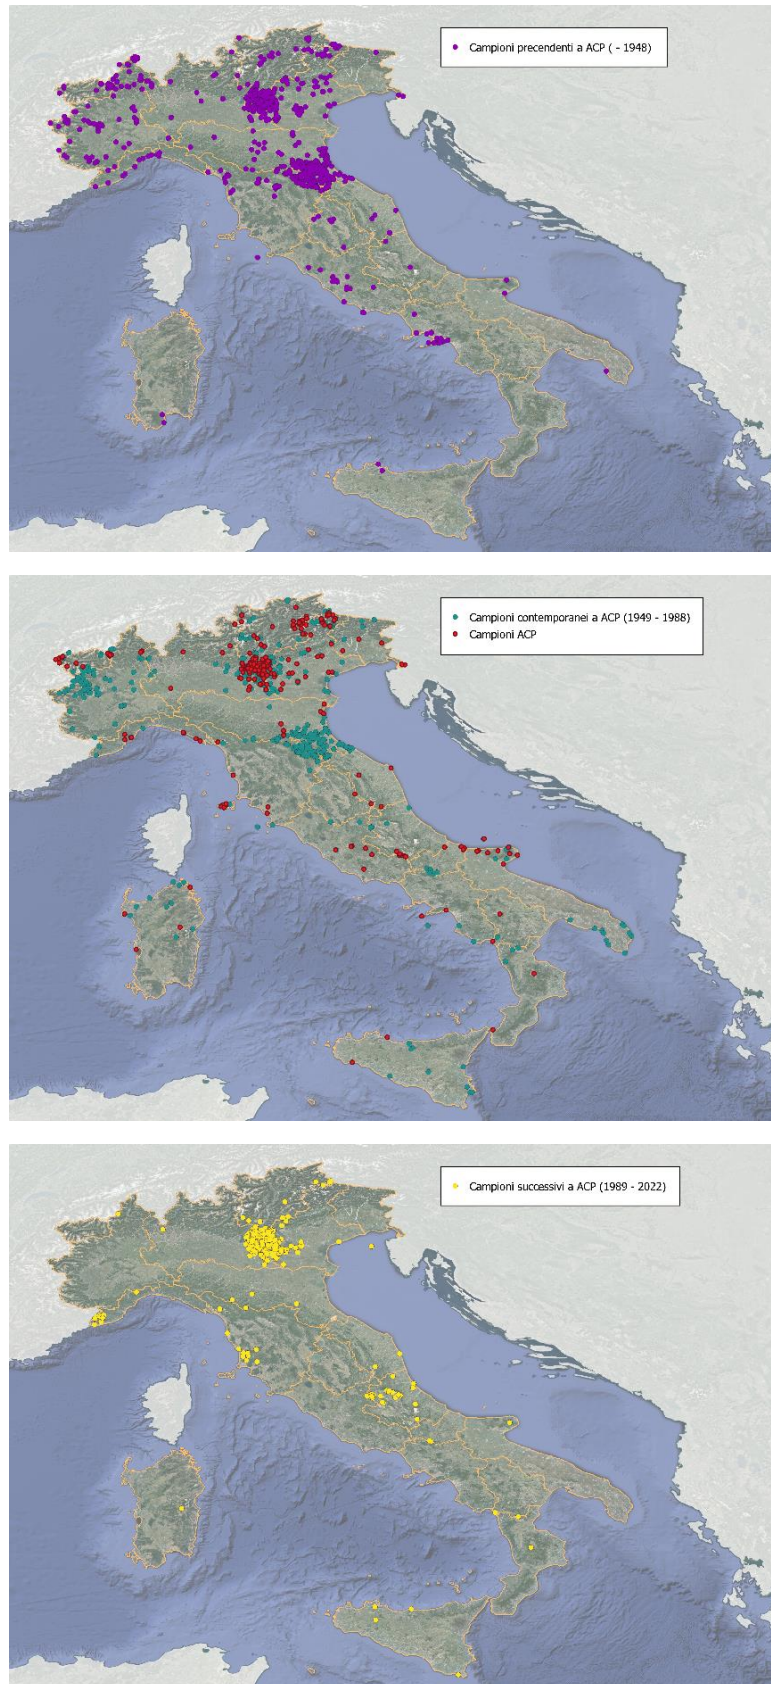 Campioni precendenti a ACP ( - 1948)
Campioni contemporanei a ACP (1949 - 1988)
Campioni ACP
Campioni successivi a ACP (1989 - 2022)